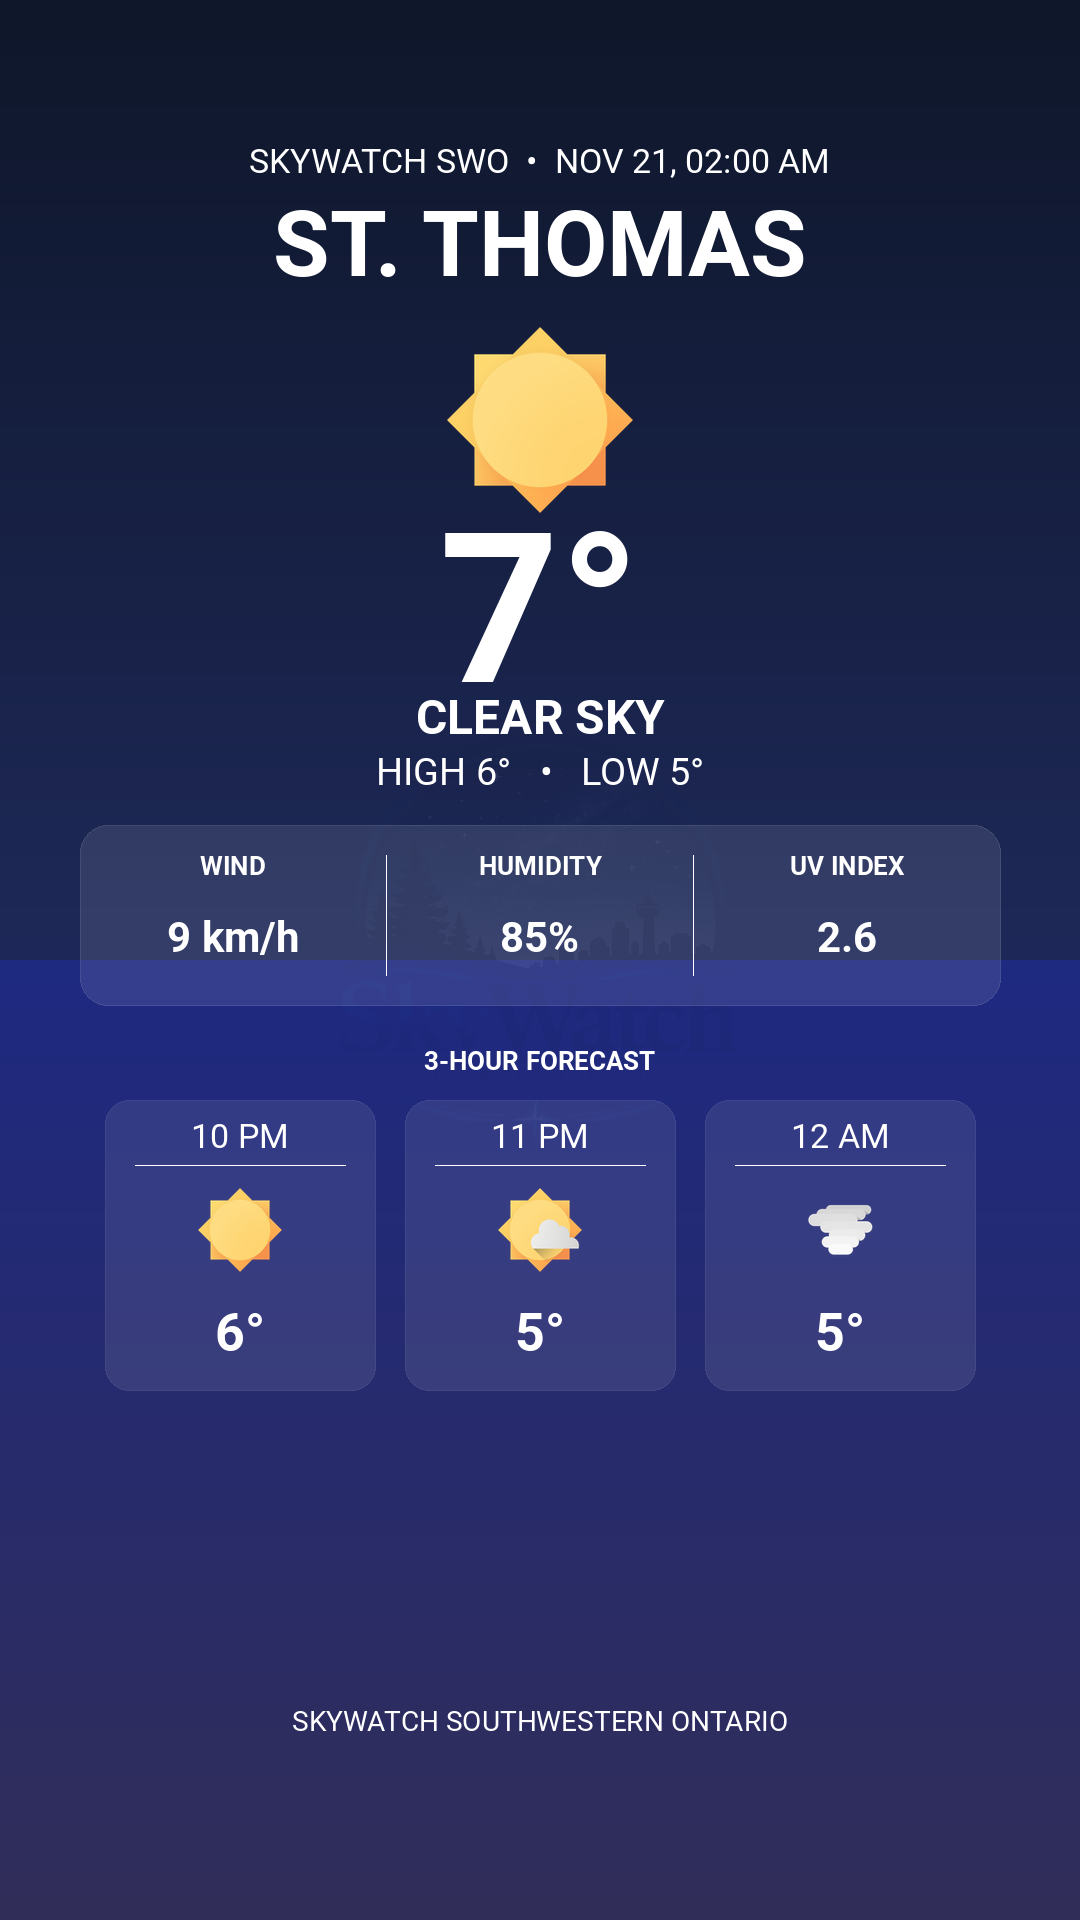 SKYWATCH SWO • NOV 21, 02:00 AM
ST. THOMAS
7°
CLEAR SKY
HIGH 6° • LOW 5°
WIND
HUMIDITY
UV INDEX
9 km/h
85%
2.6
SkyWatch
3-HOUR FORECAST
10 PM
11 PM
12 AM
6°
5°
5°
SKYWATCH SOUTHWESTERN ONTARIO